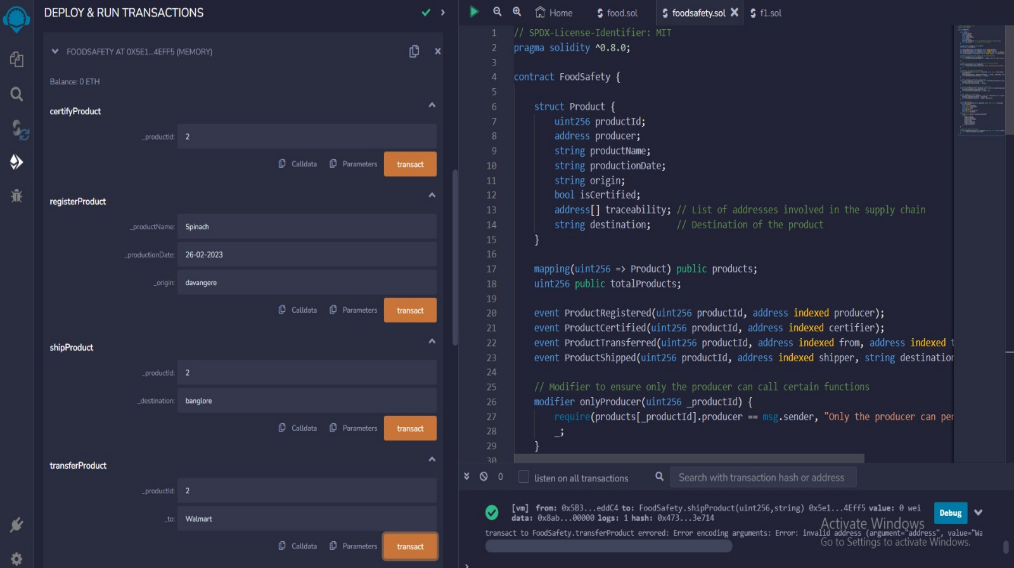 DEPLOY & RUN TRANSACTIONS
FOODSAFETY AT 0X5E1...4EFF5 (MEMORY)
Balance: 0 ETH
certifyProduct
_productId: 2
Calldata Parameters transact
registerProduct
_productName: Spinach
_productionDate: 26-02-2023
_origin: davangere
Calldata Parameters transact
shipProduct
_productId: 2
_destination: banglore
Calldata Parameters transact
transferProduct
_productId: 2
_to: Walmart
Calldata Parameters transact
Home food.sol foodsafety.sol f1.sol
1 // SPDX-License-Identifier: MIT
2 pragma solidity ^0.8.0;
3
4 contract FoodSafety {
5
6 struct Product {
7 uint256 productId;
8 address producer;
9 string productName;
10 string productionDate;
11 string origin;
12 bool isCertified;
13 address[] traceability; // List of addresses involved in the supply chain
14 string destination; // Destination of the product
15 }
16
17 mapping(uint256 => Product) public products;
18 uint256 public totalProducts;
19
20 event ProductRegistered(uint256 productId, address indexed producer);
21 event ProductCertified(uint256 productId, address indexed certifier);
22 event ProductTransferred(uint256 productId, address indexed from, address indexed t
23 event ProductShipped(uint256 productId, address indexed shipper, string destination
24
25 // Modifier to ensure only the producer can call certain functions
26 modifier onlyProducer(uint256 _productId) {
27 require(products[_productId].producer == msg.sender, "Only the producer can per
28 _;
29 }
30
0 listen on all transactions Search with transaction hash or address
[vm] from: 0x5B3...eddC4 to: FoodSafety.shipProduct(uint256,string) 0x5e1...4EFf5 value: 0 wei
data: 0x8ab...00000 logs: 1 hash: 0x473...3e714
Debug
transact to FoodSafety.transferProduct errored: Error encoding arguments: Error: invalid address (argument="address", value="Wa
Activate Windows
Go to Settings to activate Windows.